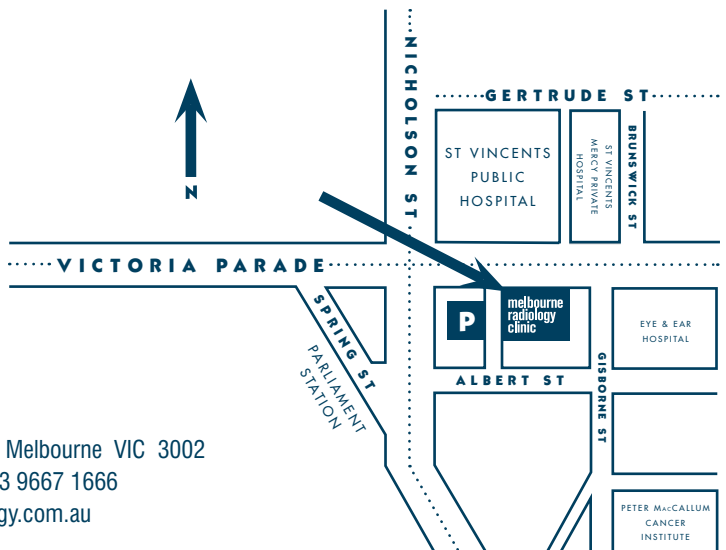 NICHOLSON ST
GERTRUDE ST
ST VINCENTS
PUBLIC
HOSPITAL
ST VINCENTS
MERCY PRIVATE
HOSPITAL
BRUNSWICK ST
N
VICTORIA PARADE
SPRING ST
PARLIAMENT
STATION
P
melbourne
radiology
clinic
EYE & EAR
HOSPITAL
ALBERT ST
GISBORNE ST
Melbourne VIC 3002
3 9667 1666
gy.com.au
PETER MACCALLUM
CANCER
INSTITUTE